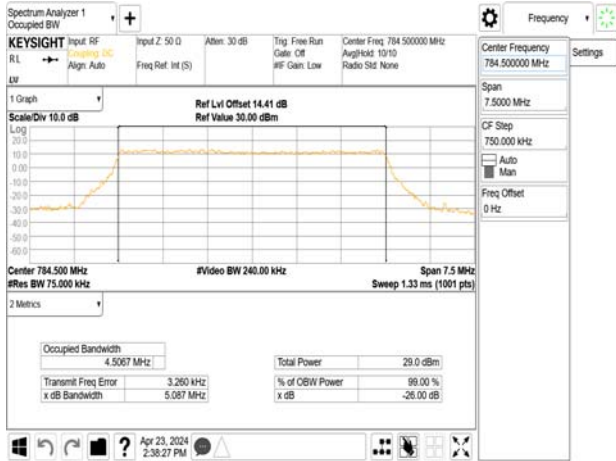 Spectrum Analyzer 1
Occupied BW
Frequency
KEYSIGHT
Input: RF
Coupling: DC
Align: Auto
Input Z: 50 Ω
Freq Ref: Int (S)
Atten: 30 dB
Trig: Free Run
Gate: Off
#IF Gain: Low
Center Freq: 784.500000 MHz
Avg|Hold: 10/10
Radio Std: None
RL
LXI
Center Frequency
784.500000 MHz
Settings
Span
7.5000 MHz
CF Step
750.000 kHz
Auto
Man
Freq Offset
0 Hz
1 Graph
Scale/Div 10.0 dB
Ref Lvl Offset 14.41 dB
Ref Value 30.00 dBm
Log
20.0
10.0
0.00
-10.0
-20.0
-30.0
-40.0
-50.0
-60.0
Center 784.500 MHz
#Res BW 75.000 kHz
#Video BW 240.00 kHz
Span 7.5 MHz
Sweep 1.33 ms (1001 pts)
2 Metrics
Occupied Bandwidth
4.5067 MHz
Total Power 29.0 dBm
Transmit Freq Error 3.260 kHz
% of OBW Power 99.00 %
x dB Bandwidth 5.087 MHz
x dB -26.00 dB
Apr 23, 2024
2:38:27 PM